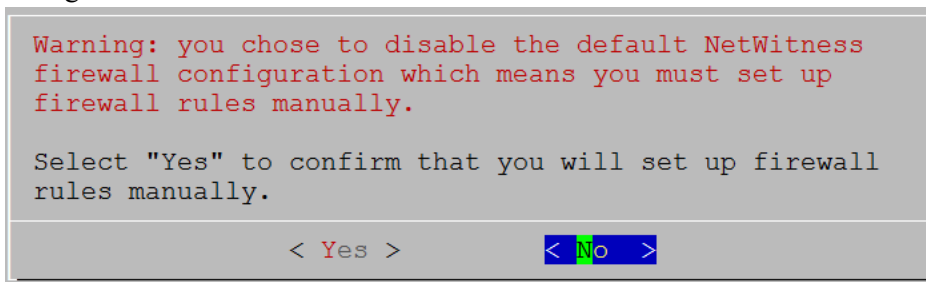 Warning: you chose to disable the default NetWitness
firewall configuration which means you must set up
firewall rules manually.
Select "Yes" to confirm that you will set up firewall
rules manually.
< Yes > < No >